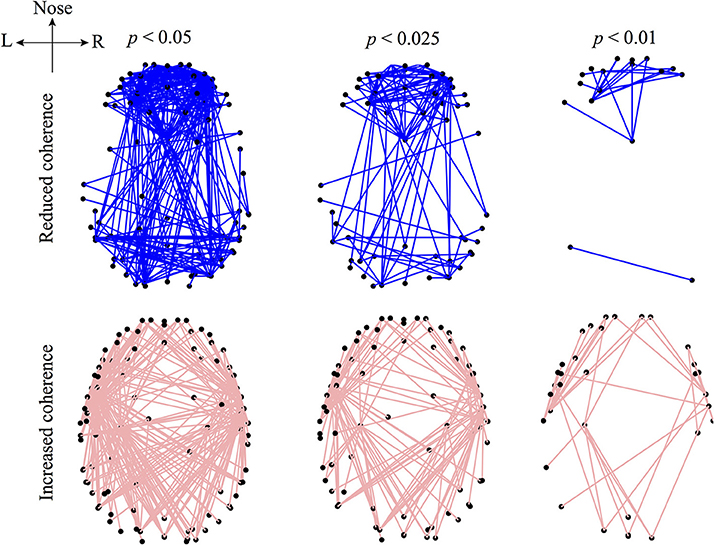 Nose
L R
p < 0.05 p < 0.025 p < 0.01
Reduced coherence
Increased coherence